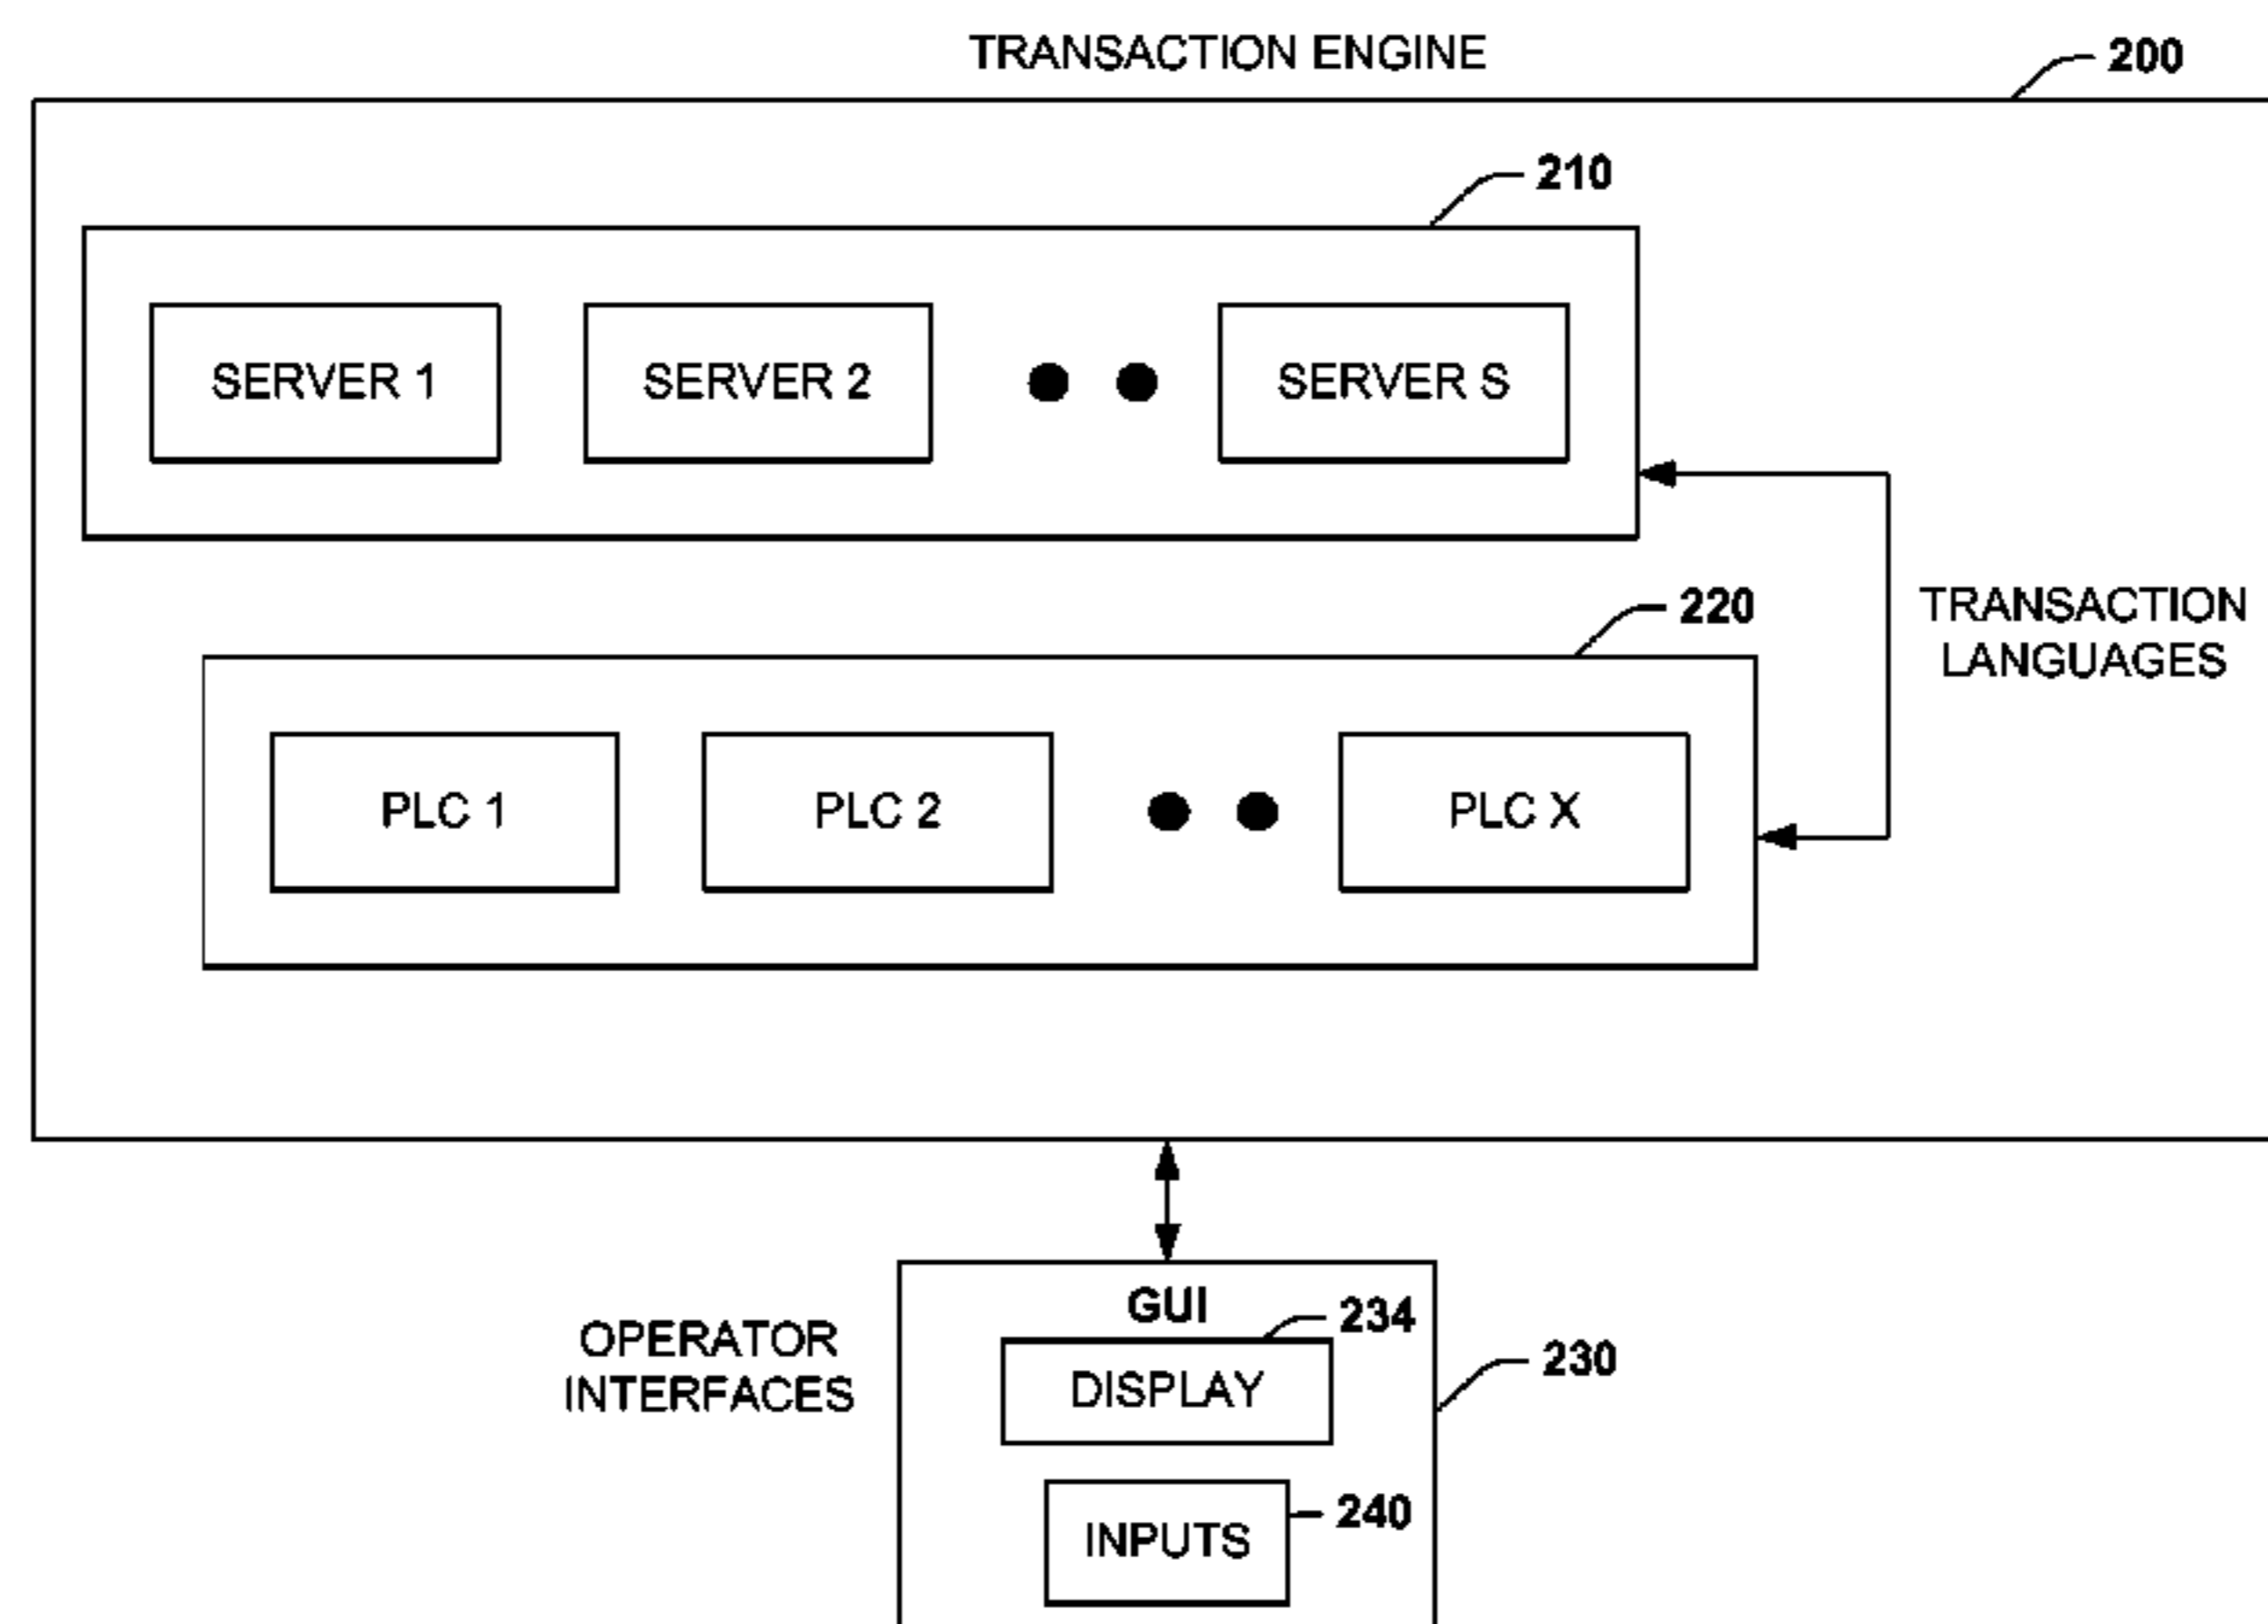 TRANSACTION ENGINE
200
210
SERVER 1
SERVER 2
SERVER S
220
TRANSACTION
LANGUAGES
PLC 1
PLC 2
PLC X
GUI
234
OPERATOR
INTERFACES
DISPLAY
230
240
INPUTS